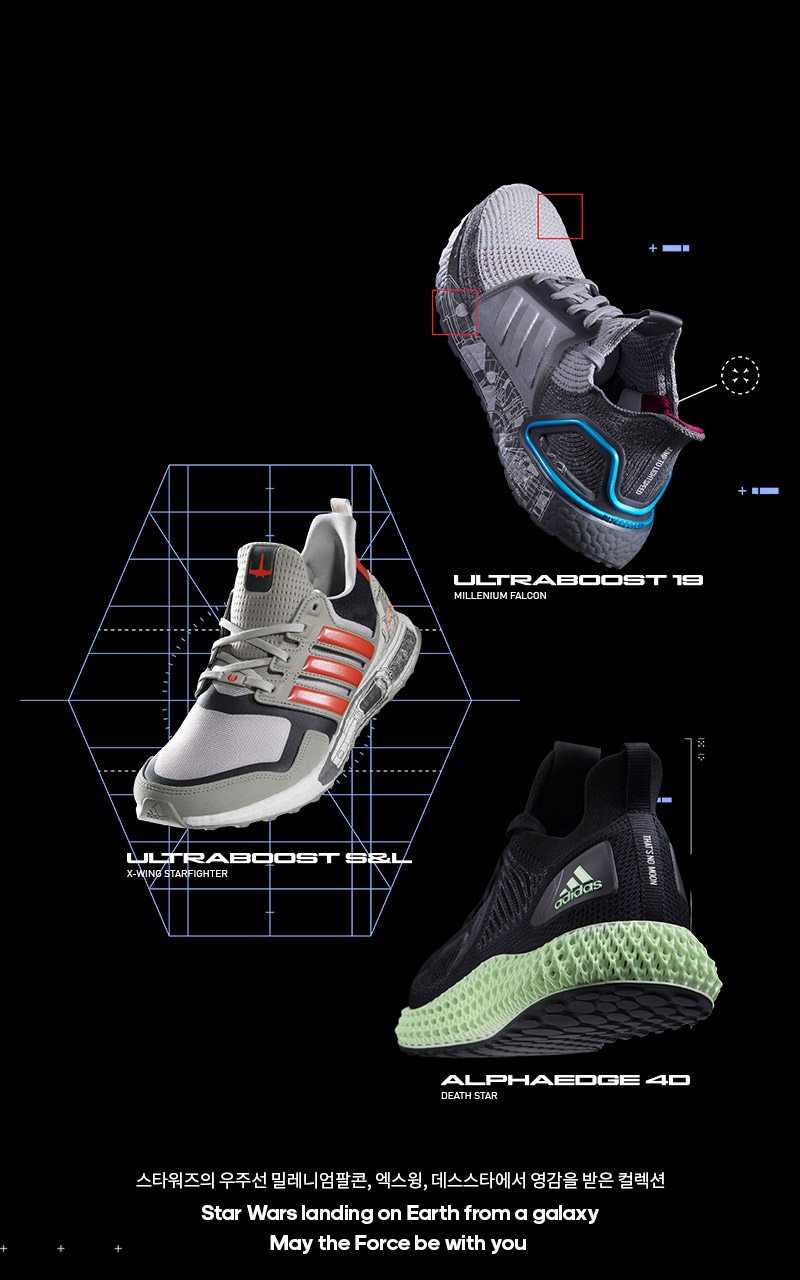 JUMP TO LIGHTSPEED
ULTRABOOST 19
MILLENIUM FALCON
ULTRABOOST S&L
X-WING STARFIGHTER
THAT'S NO MOON
adidas
ALPHAEDGE 4D
DEATH STAR
스타워즈의 우주선 밀레니엄팔콘, 엑스윙, 데스스타에서 영감을 받은 컬렉션
Star Wars landing on Earth from a galaxy
May the Force be with you